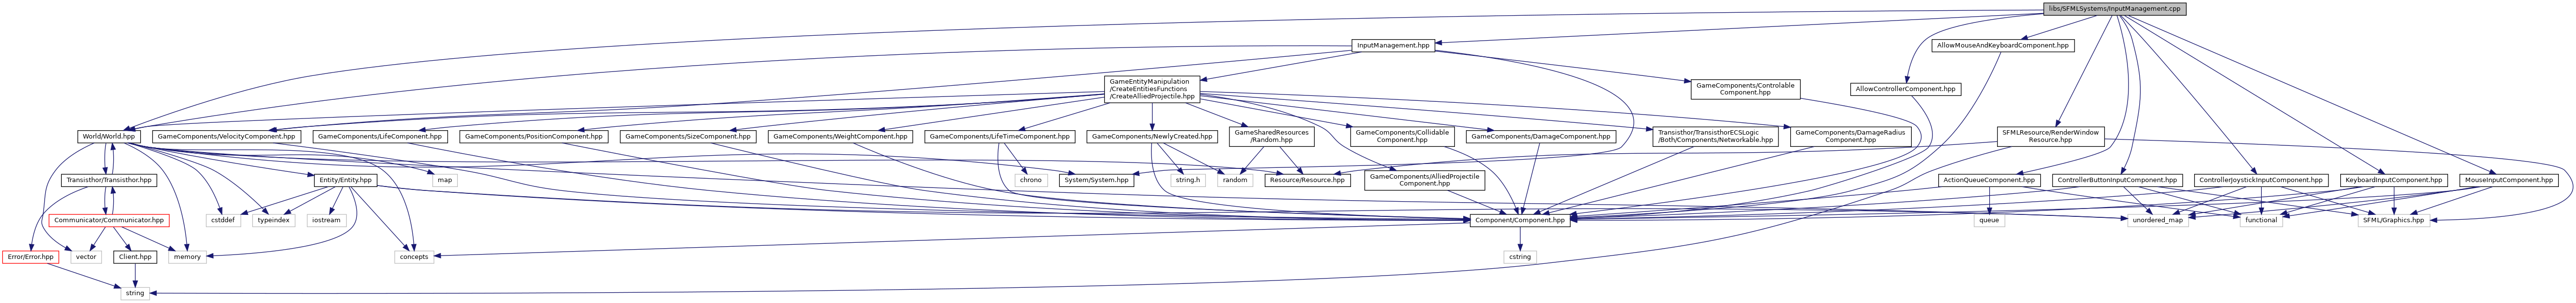 libs/SFMLSystems/InputManagement.cpp
InputManagement.hpp
AllowMouseAndKeyboardComponent.hpp
GameEntityManipulation
/CreateEntitiesFunctions
/CreateAlliedProjectile.hpp
GameComponents/Controlable
Component.hpp
AllowControllerComponent.hpp
World/World.hpp
GameComponents/VelocityComponent.hpp
GameComponents/LifeComponent.hpp
GameComponents/PositionComponent.hpp
GameComponents/SizeComponent.hpp
GameComponents/WeightComponent.hpp
GameComponents/LifeTimeComponent.hpp
GameComponents/NewlyCreated.hpp
GameSharedResources
/Random.hpp
GameComponents/Collidable
Component.hpp
GameComponents/DamageComponent.hpp
Transisthor/TransisthorECSLogic
/Both/Components/Networkable.hpp
GameComponents/DamageRadius
Component.hpp
SFMLResource/RenderWindow
Resource.hpp
Transisthor/Transisthor.hpp
Entity/Entity.hpp
map
chrono
System/System.hpp
string.h
random
Resource/Resource.hpp
GameComponents/AlliedProjectile
Component.hpp
ActionQueueComponent.hpp
ControllerButtonInputComponent.hpp
ControllerJoystickInputComponent.hpp
KeyboardInputComponent.hpp
MouseInputComponent.hpp
Communicator/Communicator.hpp
cstddef
typeindex
iostream
Component/Component.hpp
queue
unordered_map
functional
SFML/Graphics.hpp
Error/Error.hpp
vector
Client.hpp
memory
concepts
cstring
string